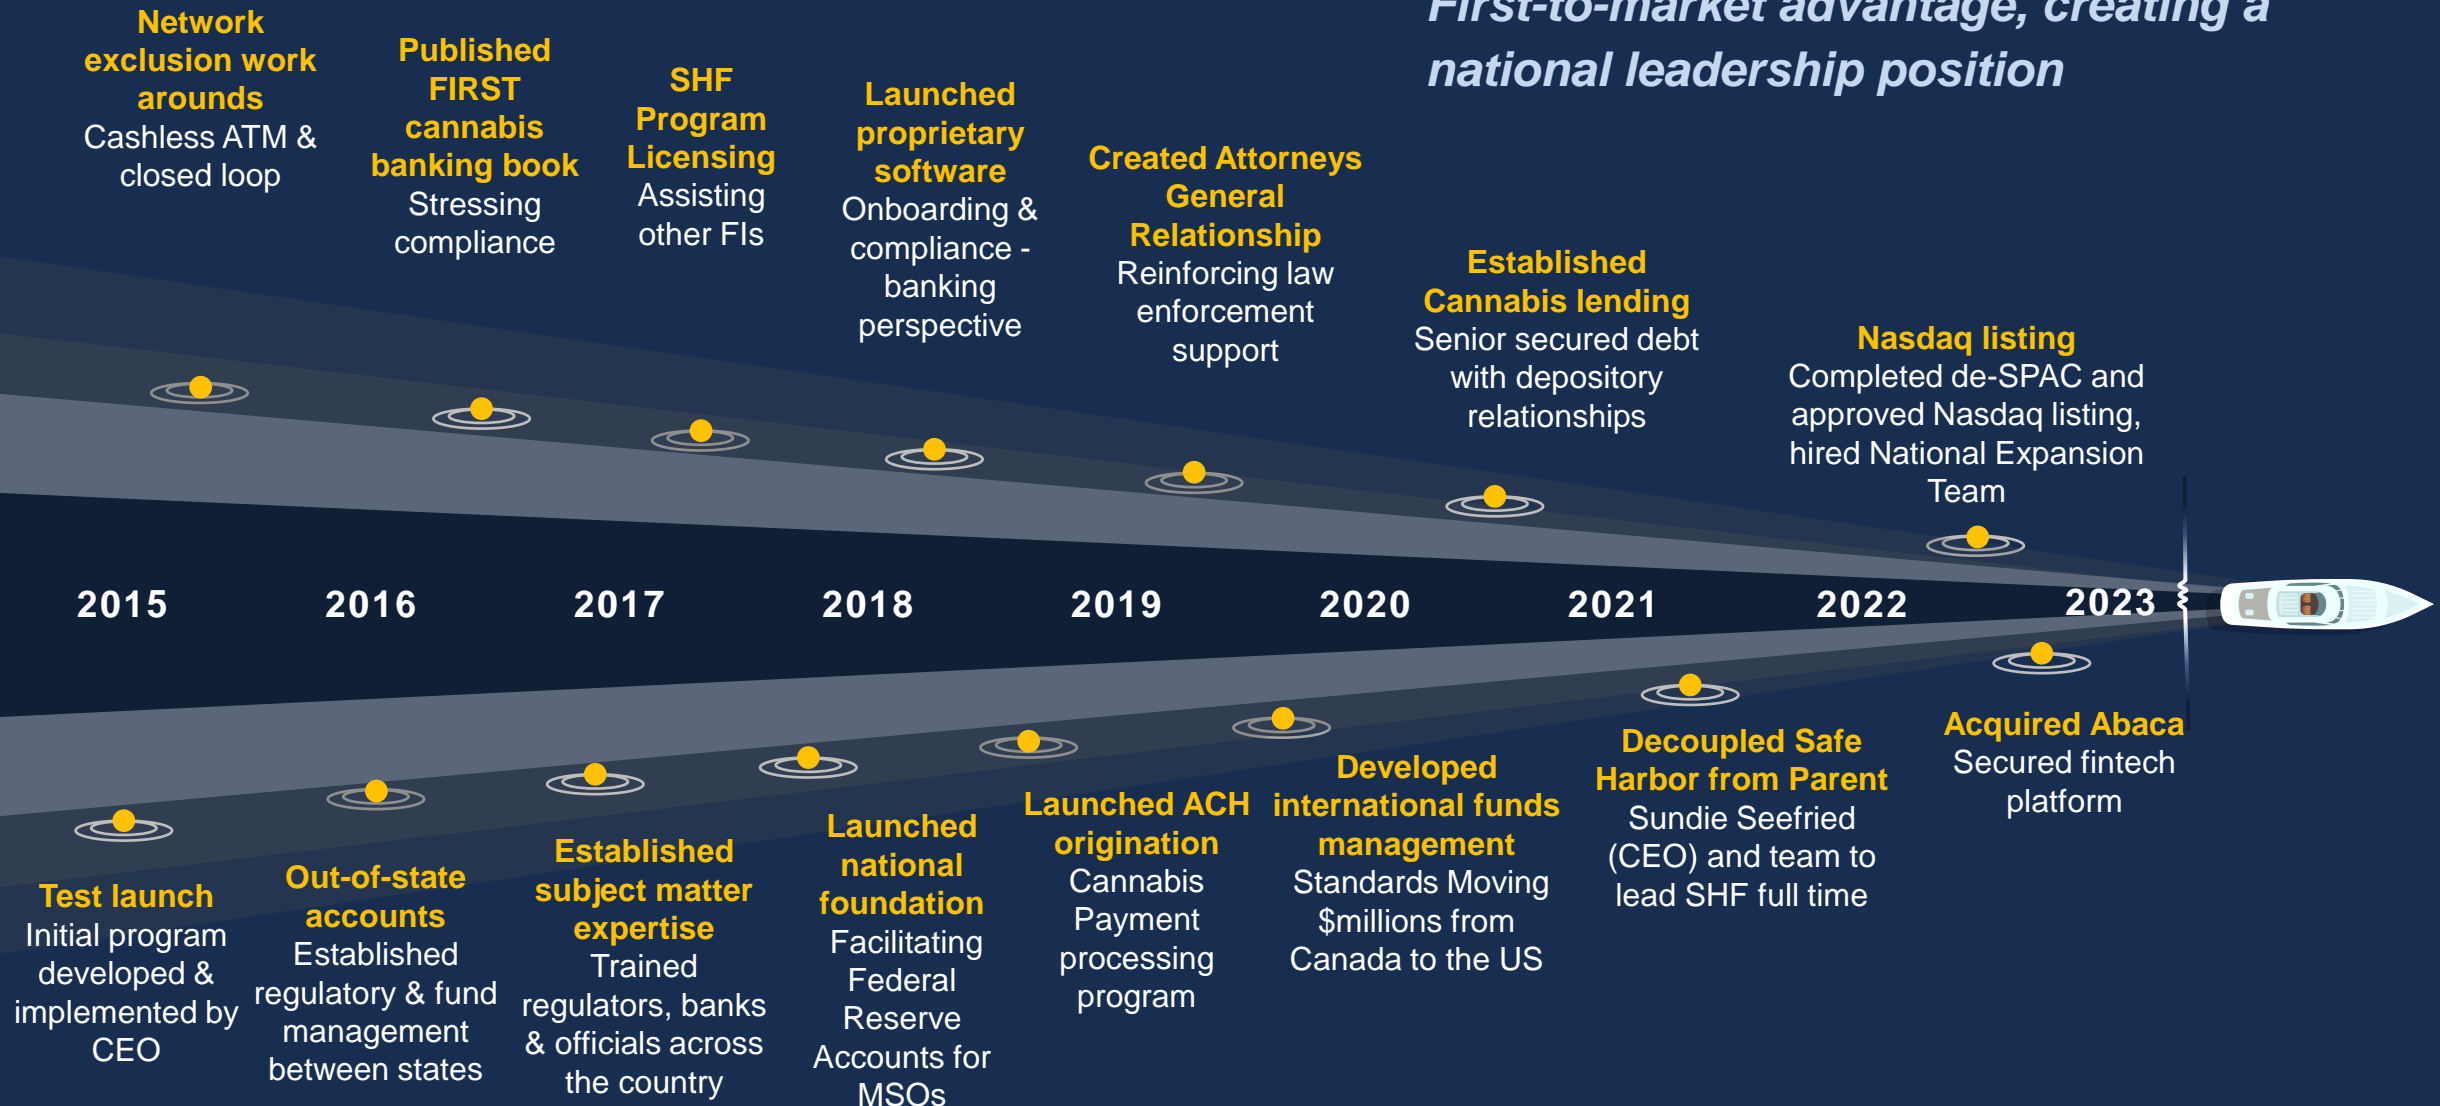 First-to-market advantage, creating a
national leadership position
Network
exclusion work
arounds
Cashless ATM &
closed loop
Published
FIRST
cannabis
banking book
Stressing
compliance
SHF
Program
Licensing
Assisting
other FIs
Launched
proprietary
software
Onboarding &
compliance -
banking
perspective
Created Attorneys
General
Relationship
Reinforcing law
enforcement
support
Established
Cannabis lending
Senior secured debt
with depository
relationships
Nasdaq listing
Completed de-SPAC and
approved Nasdaq listing,
hired National Expansion
Team
2015 2016 2017 2018 2019 2020 2021 2022 2023
Test launch
Initial program
developed &
implemented by
CEO
Out-of-state
accounts
Established
regulatory & fund
management
between states
Established
subject matter
expertise
Trained
regulators, banks
& officials across
the country
Launched
national
foundation
Facilitating
Federal
Reserve
Accounts for
MSOs
Launched ACH
origination
Cannabis
Payment
processing
program
Developed
international funds
management
Standards Moving
$millions from
Canada to the US
Decoupled Safe
Harbor from Parent
Sundie Seefried
(CEO) and team to
lead SHF full time
Acquired Abaca
Secured fintech
platform